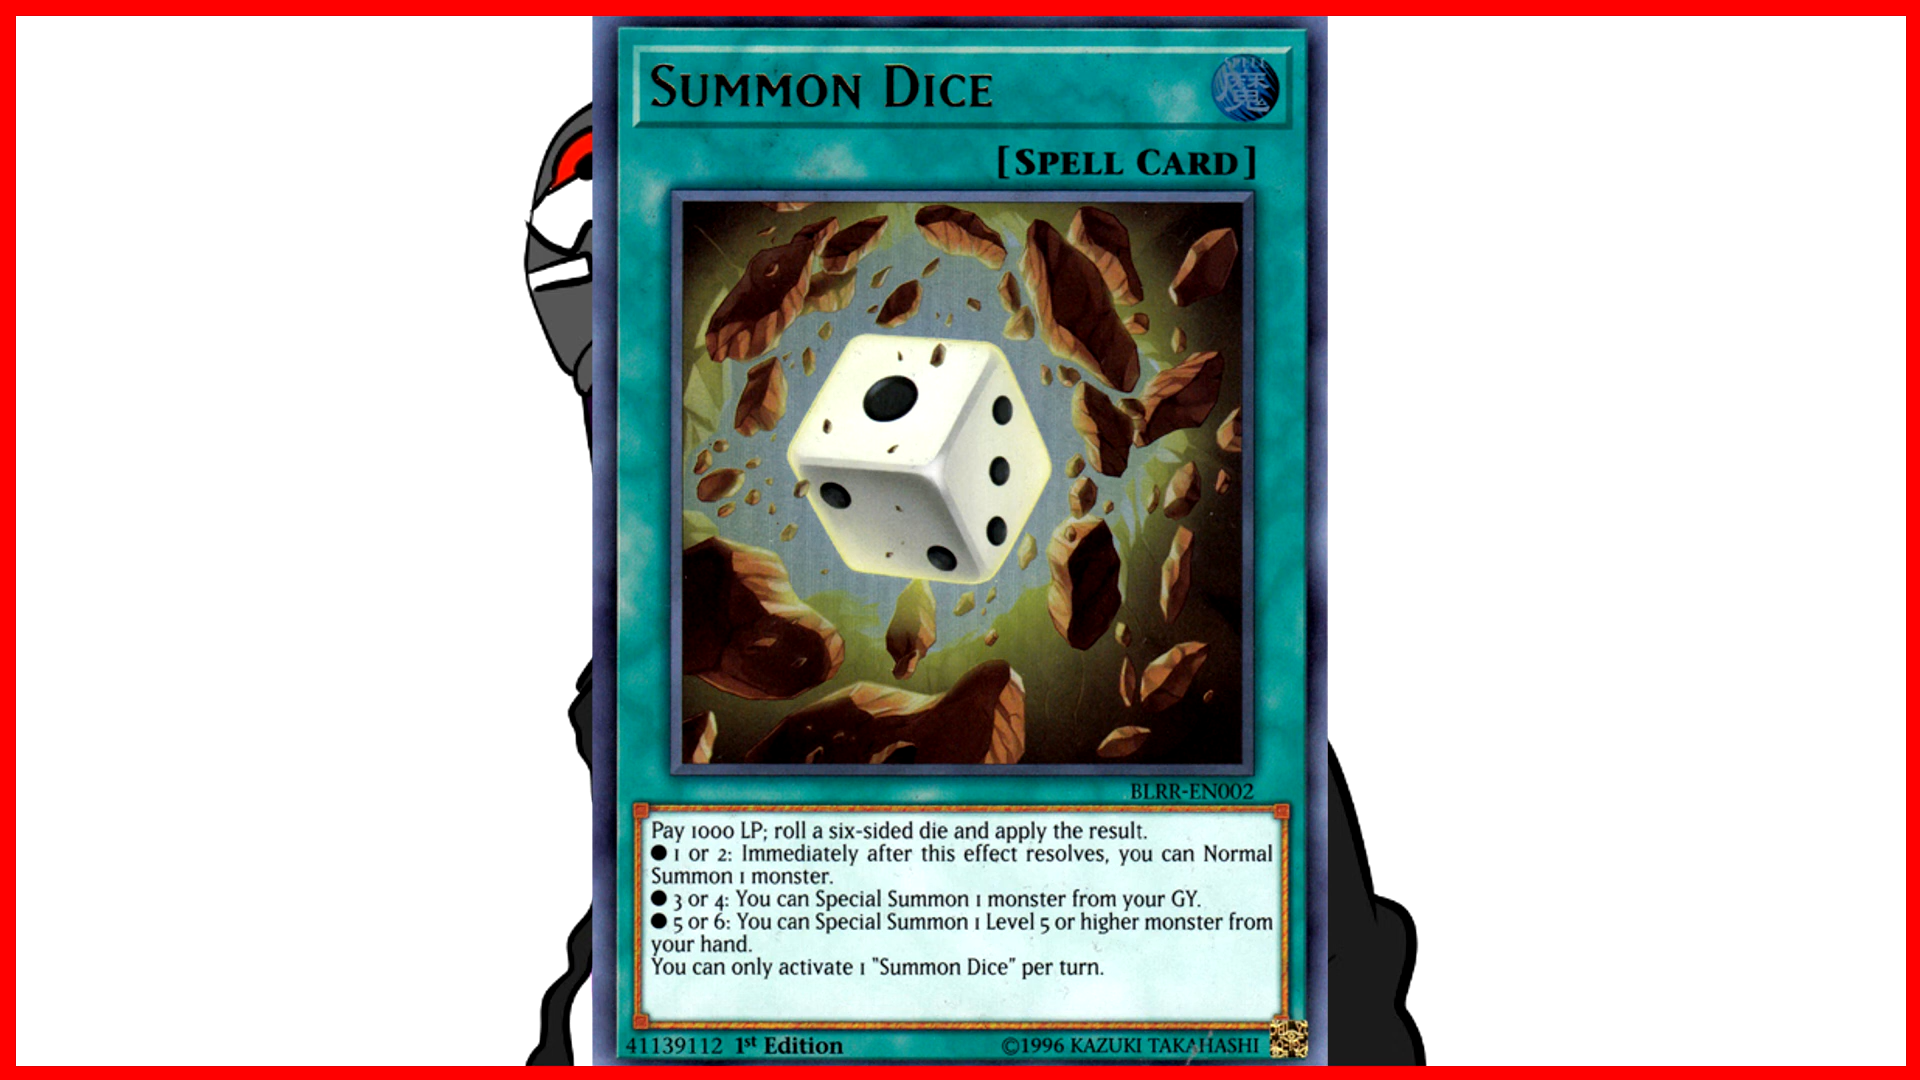 SUMMON DICE
SPELL
魔
[SPELL CARD]
BLRR-EN002
Pay 1000 LP; roll a six-sided die and apply the result.
● 1 or 2: Immediately after this effect resolves, you can Normal
Summon 1 monster.
● 3 or 4: You can Special Summon 1 monster from your GY.
● 5 or 6: You can Special Summon 1 Level 5 or higher monster from
your hand.
You can only activate 1 "Summon Dice" per turn.
41139112 1st Edition ©1996 KAZUKI TAKAHASHI